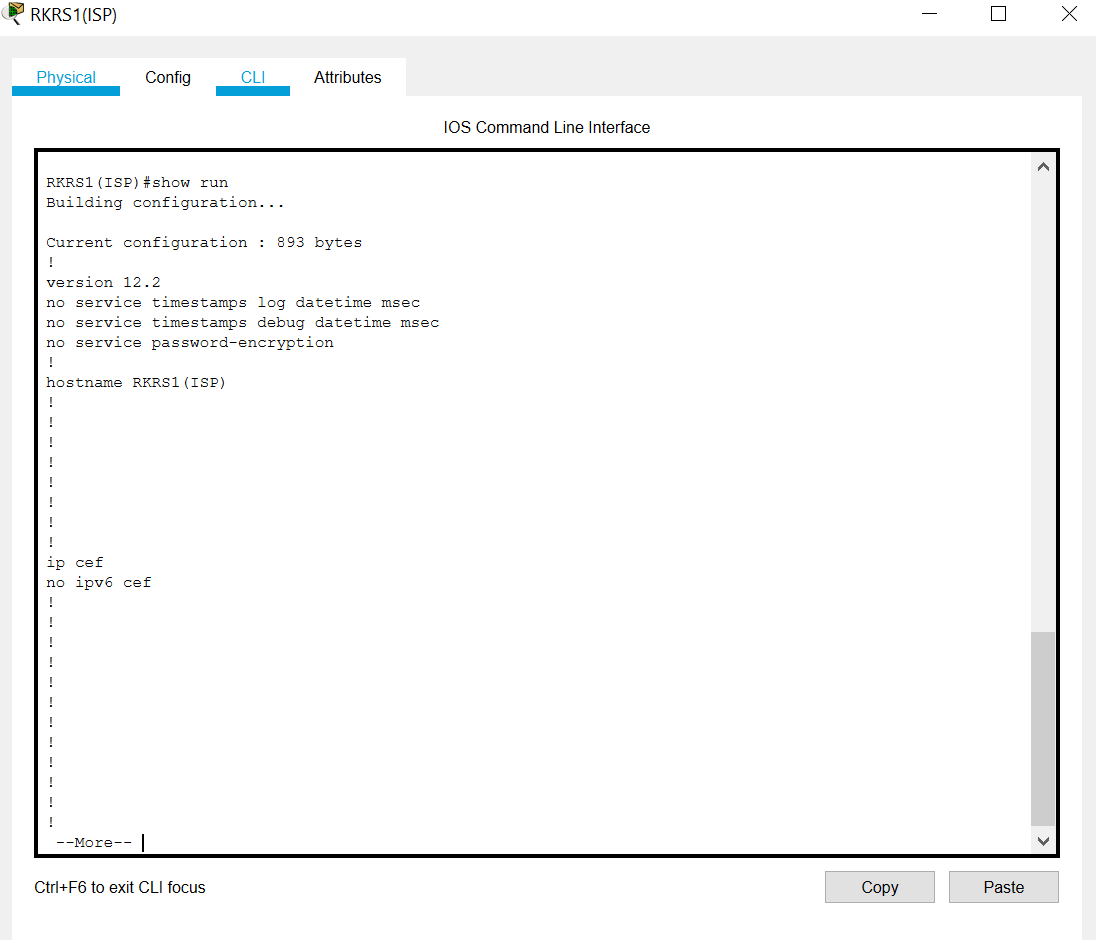 RKRS1(ISP)
Physical Config CLI Attributes
IOS Command Line Interface
RKRS1(ISP)#show run
Building configuration...
Current configuration : 893 bytes
!
version 12.2
no service timestamps log datetime msec
no service timestamps debug datetime msec
no service password-encryption
!
hostname RKRS1(ISP)
!
!
!
!
!
!
!
!
ip cef
no ipv6 cef
!
!
!
!
!
!
!
!
!
!
!
!
--More--
Ctrl+F6 to exit CLI focus
Copy Paste